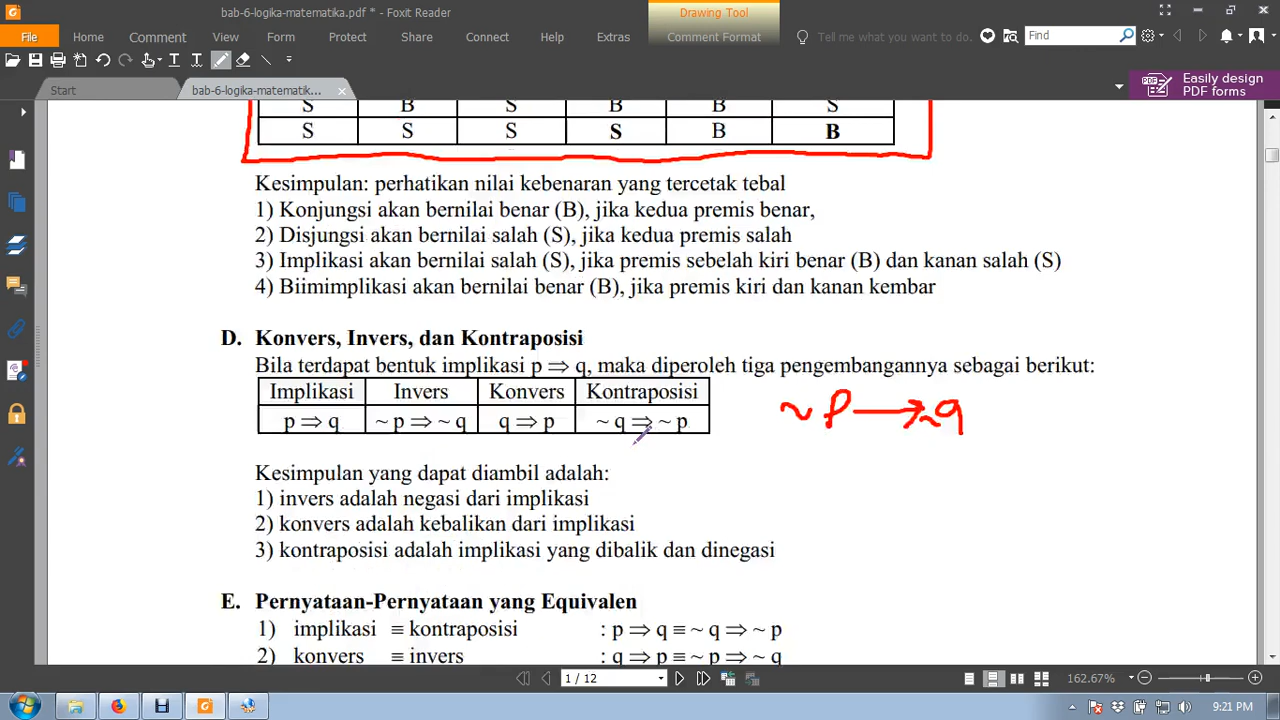 bab-6-logika-matematika.pdf * - Foxit Reader
Drawing Tool
File Home Comment View Form Protect Share Connect Help Extras Comment Format Tell me what you want to do.. Find
Start bab-6-logika-matematik...
Easily design PDF forms
S B S B B S
S S S S B B
Kesimpulan: perhatikan nilai kebenaran yang tercetak tebal
1) Konjungsi akan bernilai benar (B), jika kedua premis benar,
2) Disjungsi akan bernilai salah (S), jika kedua premis salah
3) Implikasi akan bernilai salah (S), jika premis sebelah kiri benar (B) dan kanan salah (S)
4) Biimimplikasi akan bernilai benar (B), jika premis kiri dan kanan kembar
D. Konvers, Invers, dan Kontraposisi
Bila terdapat bentuk implikasi p ⇒ q, maka diperoleh tiga pengembangannya sebagai berikut:
Implikasi Invers Konvers Kontraposisi
p ⇒ q ~ p ⇒ ~ q q ⇒ p ~ q ⇒ ~ p
~ p → ~q
Kesimpulan yang dapat diambil adalah:
1) invers adalah negasi dari implikasi
2) konvers adalah kebalikan dari implikasi
3) kontraposisi adalah implikasi yang dibalik dan dinegasi
E. Pernyataan-Pernyataan yang Equivalen
1) implikasi ≡ kontraposisi : p ⇒ q ≡ ~ q ⇒ ~ p
2) konvers ≡ invers : q ⇒ p ≡ ~ p ⇒ ~ q
1 / 12
162.67%
9:21 PM